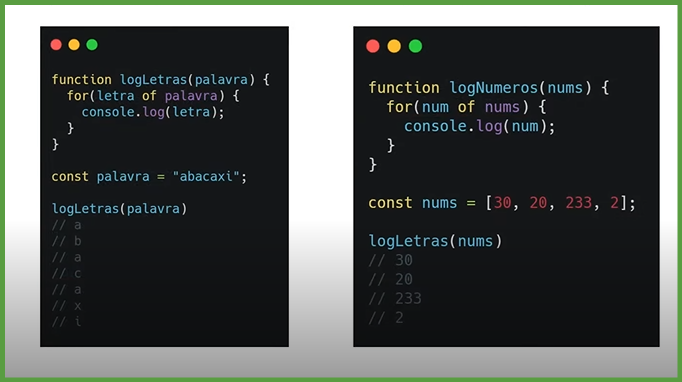 function logLetras(palavra) {
  for(letra of palavra) {
    console.log(letra);
  }
}
const palavra = "abacaxi";
logLetras(palavra)
// a
// b
// a
// c
// a
// x
// i
function logNumeros(nums) {
  for(num of nums) {
    console.log(num);
  }
}
const nums = [30, 20, 233, 2];
logLetras(nums)
// 30
// 20
// 233
// 2